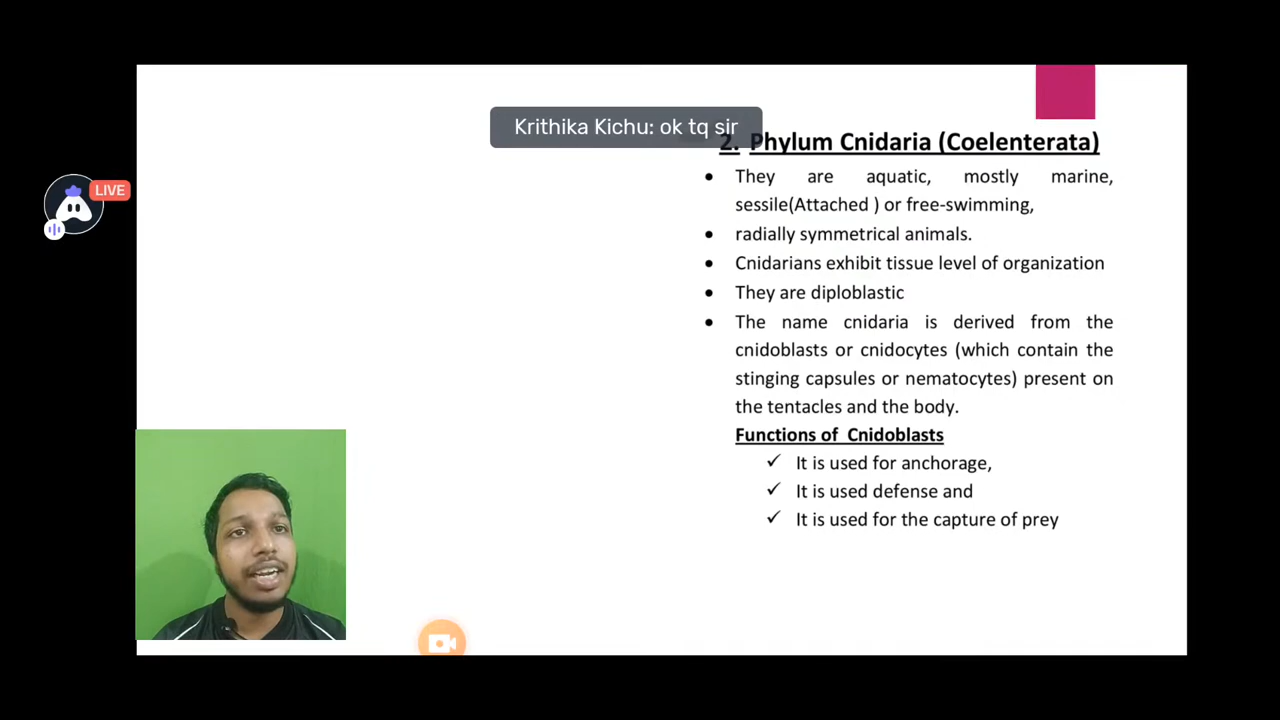 Krithika Kichu: ok tq sir
2. Phylum Cnidaria (Coelenterata)
LIVE
• They are aquatic, mostly marine,
sessile(Attached ) or free-swimming,
• radially symmetrical animals.
• Cnidarians exhibit tissue level of organization
• They are diploblastic
• The name cnidaria is derived from the
cnidoblasts or cnidocytes (which contain the
stinging capsules or nematocytes) present on
the tentacles and the body.
Functions of Cnidoblasts
✓ It is used for anchorage,
✓ It is used defense and
✓ It is used for the capture of prey